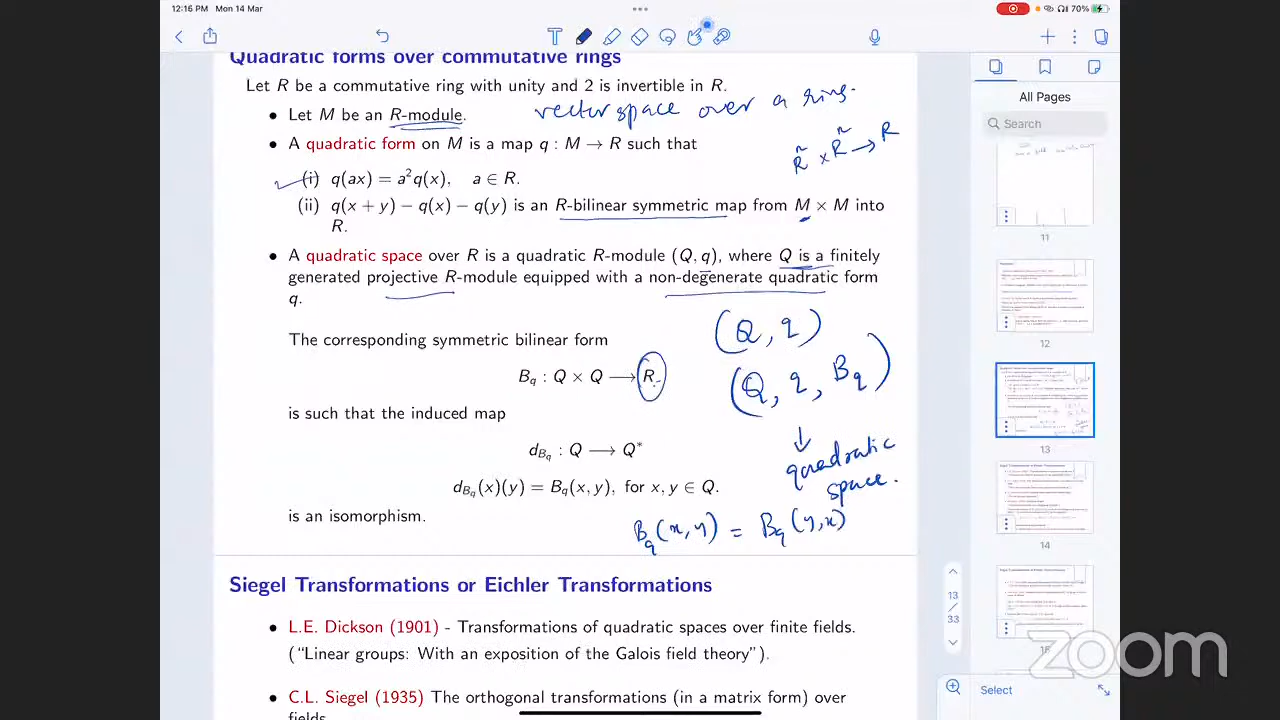 12:16 PM Mon 14 Mar
70%
Quadratic forms over commutative rings
Let R be a commutative ring with unity and 2 is invertible in R.
• Let M be an R-module.
vector space over a ring.
• A quadratic form on M is a map q : M → R such that
R̃ × R̃ → R
(i) q(ax) = a²q(x), a ∈ R.
(ii) q(x + y) − q(x) − q(y) is an R-bilinear symmetric map from M × M into
R.
• A quadratic space over R is a quadratic R-module (Q, q), where Q is a finitely
generated projective R-module equipped with a non-degenerate quadratic form
q.
(Q, q)
The corresponding symmetric bilinear form
B_q : Q × Q ⟶ R.
(Q, q, B_q)
is such that the induced map
↓
quadratic
space.
d_{B_q} : Q ⟶ Q*
d_{B_q}(x)(y) = B_q(x, y), for x, y ∈ Q.
is an isomorphism.
B_q(x, y) = B_q(y, x)
Siegel Tranfomations or Eichler Transformations
• L.E. Dickson (1901) - Transformations of quadratic spaces over finite fields.
("Linear groups: With an exposition of the Galois field theory").
• C.L. Siegel (1935) The orthogonal transformations (in a matrix form) over
fields
All Pages
Search
11
12
13
14
15
13
33
Select
zoom